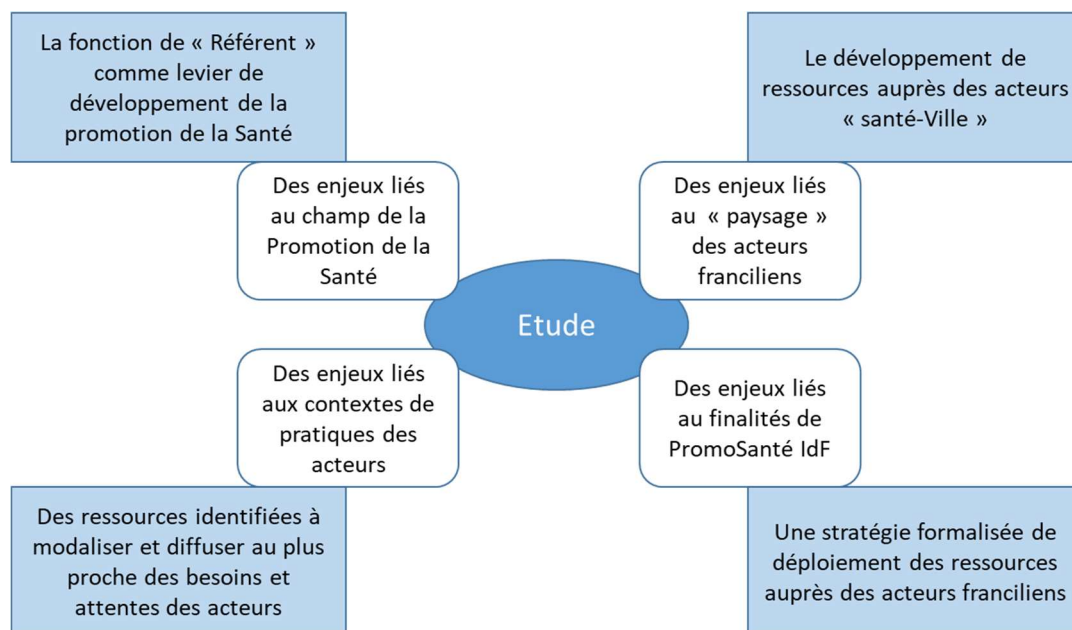 La fonction de « Référent »
comme levier de
développement de la
promotion de la Santé
Le développement de
ressources auprès des acteurs
« santé-Ville »
Des enjeux liés
au champ de la
Promotion de la
Santé
Des enjeux liés
au « paysage »
des acteurs
franciliens
Etude
Des enjeux liés
aux contextes de
pratiques des
acteurs
Des enjeux liés
au finalités de
PromoSanté IdF
Des ressources identifiées à
modaliser et diffuser au plus
proche des besoins et
attentes des acteurs
Une stratégie formalisée de
déploiement des ressources
auprès des acteurs franciliens